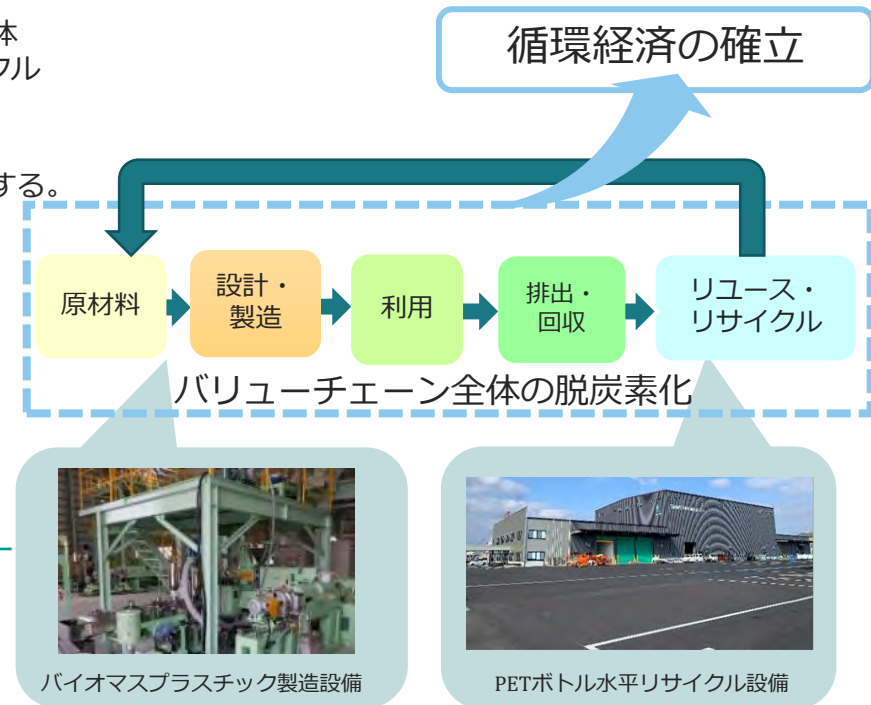 体
クル
する。
循環経済の確立
原材料
設計・
製造
利用
排出・
回収
リユース・
リサイクル
バリューチェーン全体の脱炭素化
バイオマスプラスチック製造設備
PETボトル水平リサイクル設備